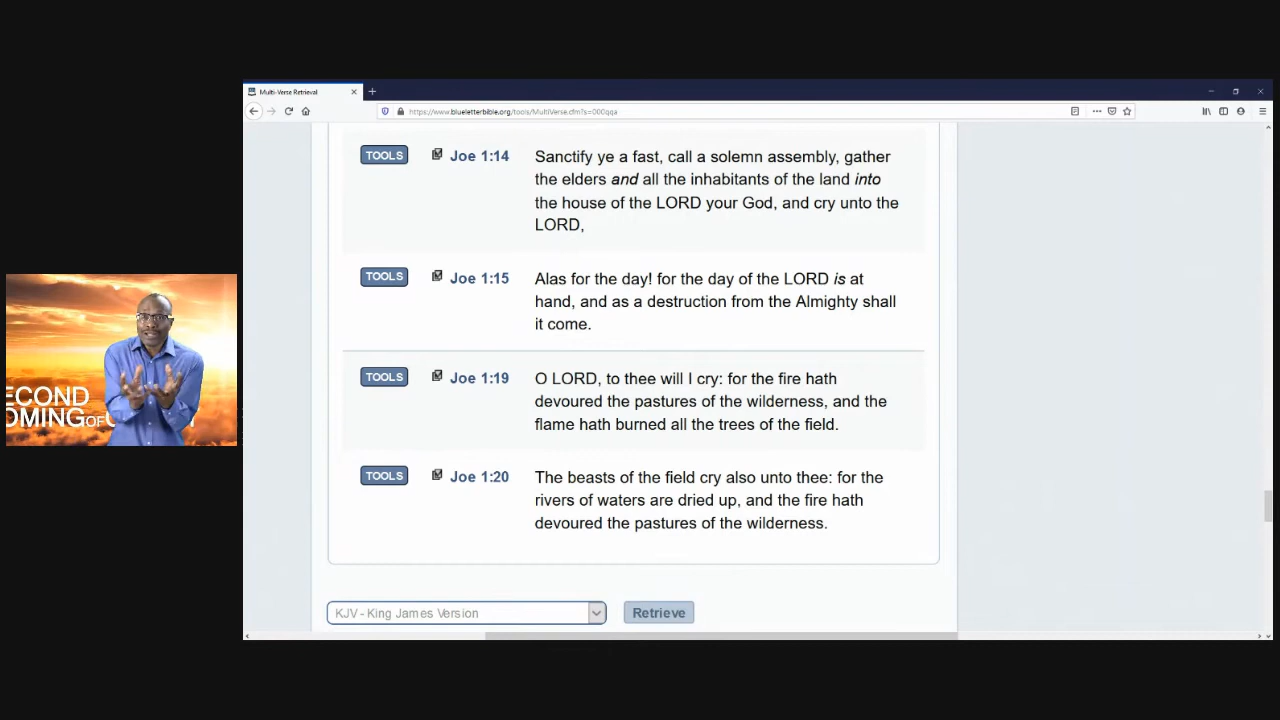 Multi-Verse Retrieval
https://www.blueletterbible.org/tools/MultiVerse.cfm?s=000qqa
TOOLS Joe 1:14 Sanctify ye a fast, call a solemn assembly, gather
the elders and all the inhabitants of the land into
the house of the LORD your God, and cry unto the
LORD,
TOOLS Joe 1:15 Alas for the day! for the day of the LORD is at
hand, and as a destruction from the Almighty shall
it come.
TOOLS Joe 1:19 O LORD, to thee will I cry: for the fire hath
devoured the pastures of the wilderness, and the
flame hath burned all the trees of the field.
TOOLS Joe 1:20 The beasts of the field cry also unto thee: for the
rivers of waters are dried up, and the fire hath
devoured the pastures of the wilderness.
KJV - King James Version Retrieve
ECOND
OMING OF